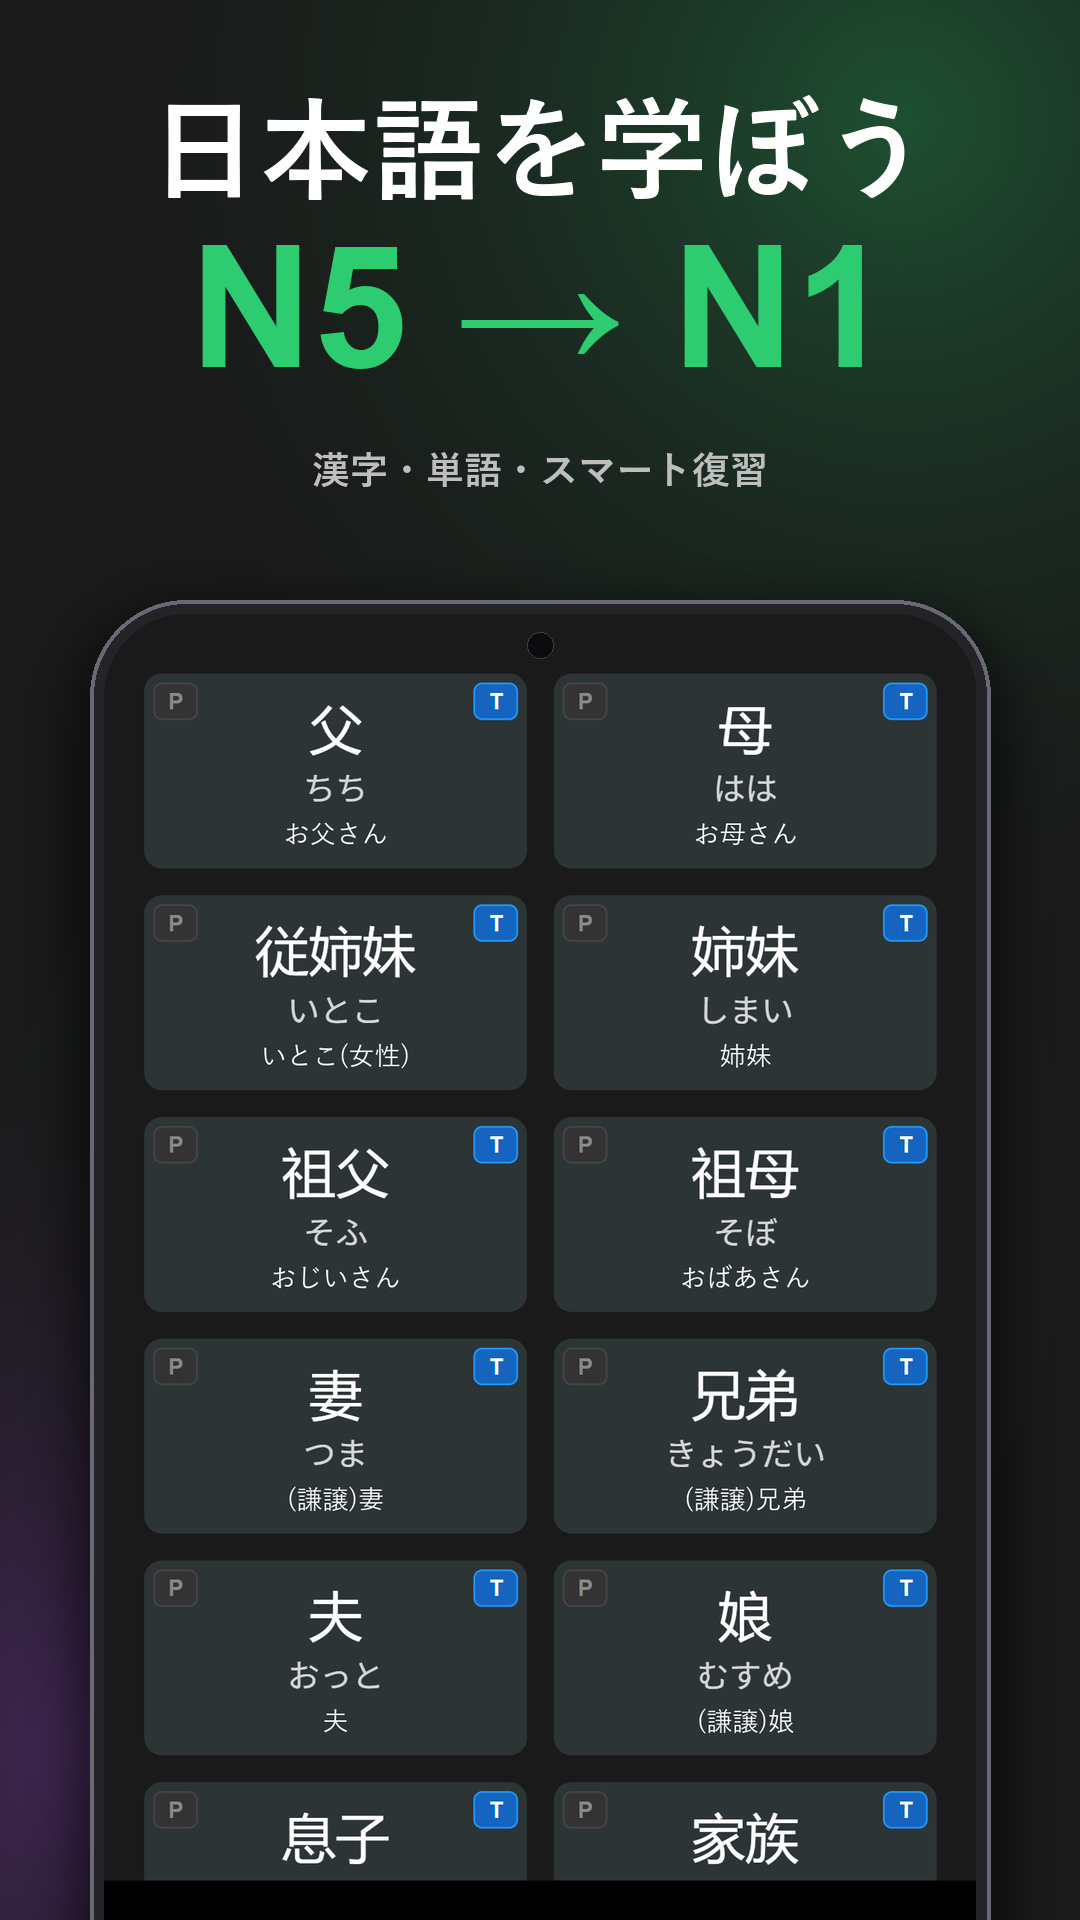 日本語を学ぼう
N5 → N1
漢字・単語・スマート復習
P T
父
ちち
お父さん
P T
母
はは
お母さん
P T
従姉妹
いとこ
いとこ(女性)
P T
姉妹
しまい
姉妹
P T
祖父
そふ
おじいさん
P T
祖母
そぼ
おばあさん
P T
妻
つま
(謙譲)妻
P T
兄弟
きょうだい
(謙譲)兄弟
P T
夫
おっと
夫
P T
娘
むすめ
(謙譲)娘
P T
息子
P T
家族